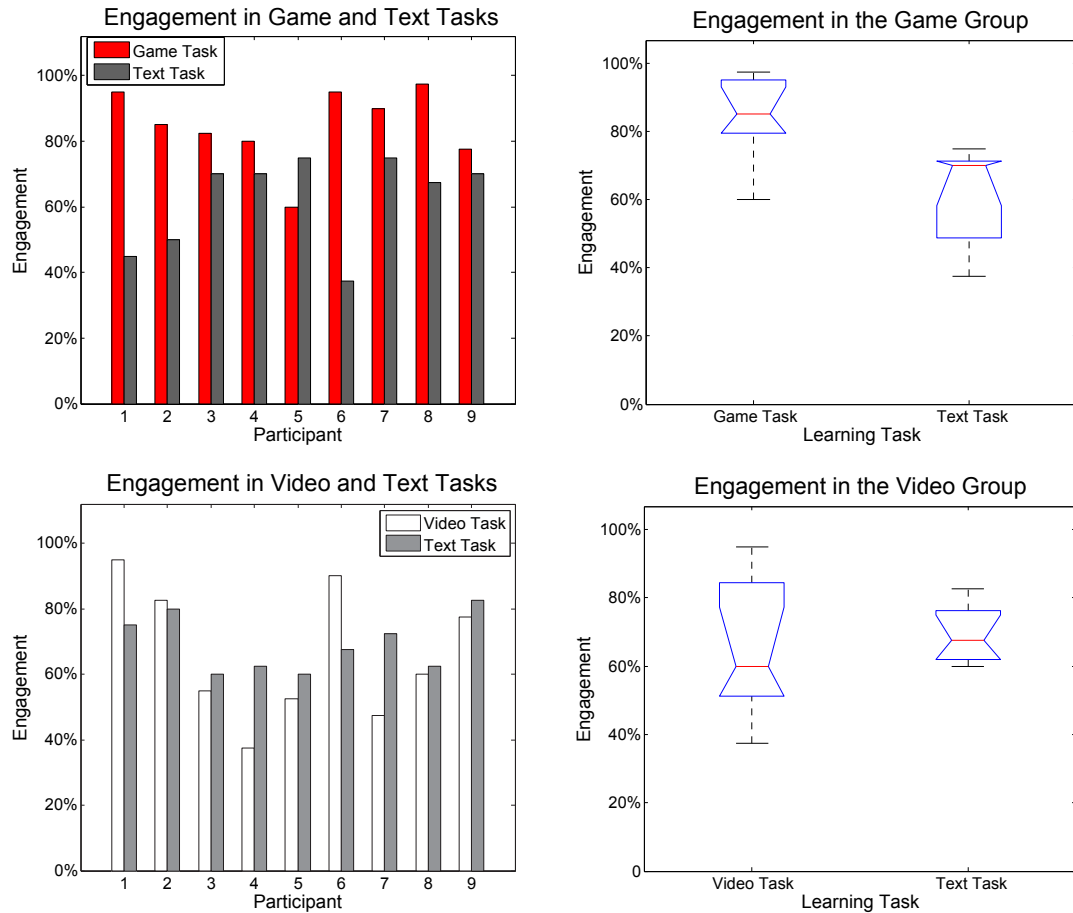 Engagement in Game and Text Tasks
Game Task
Text Task
100%
80%
60%
40%
20%
0%
Engagement
1 2 3 4 5 6 7 8 9
Participant
Engagement in the Game Group
100%
80%
60%
40%
20%
0%
Engagement
Game Task Text Task
Learning Task
Engagement in Video and Text Tasks
Video Task
Text Task
100%
80%
60%
40%
20%
0%
Engagement
1 2 3 4 5 6 7 8 9
Participant
Engagement in the Video Group
100%
80%
60%
40%
20%
0
Engagement
Video Task Text Task
Learning Task